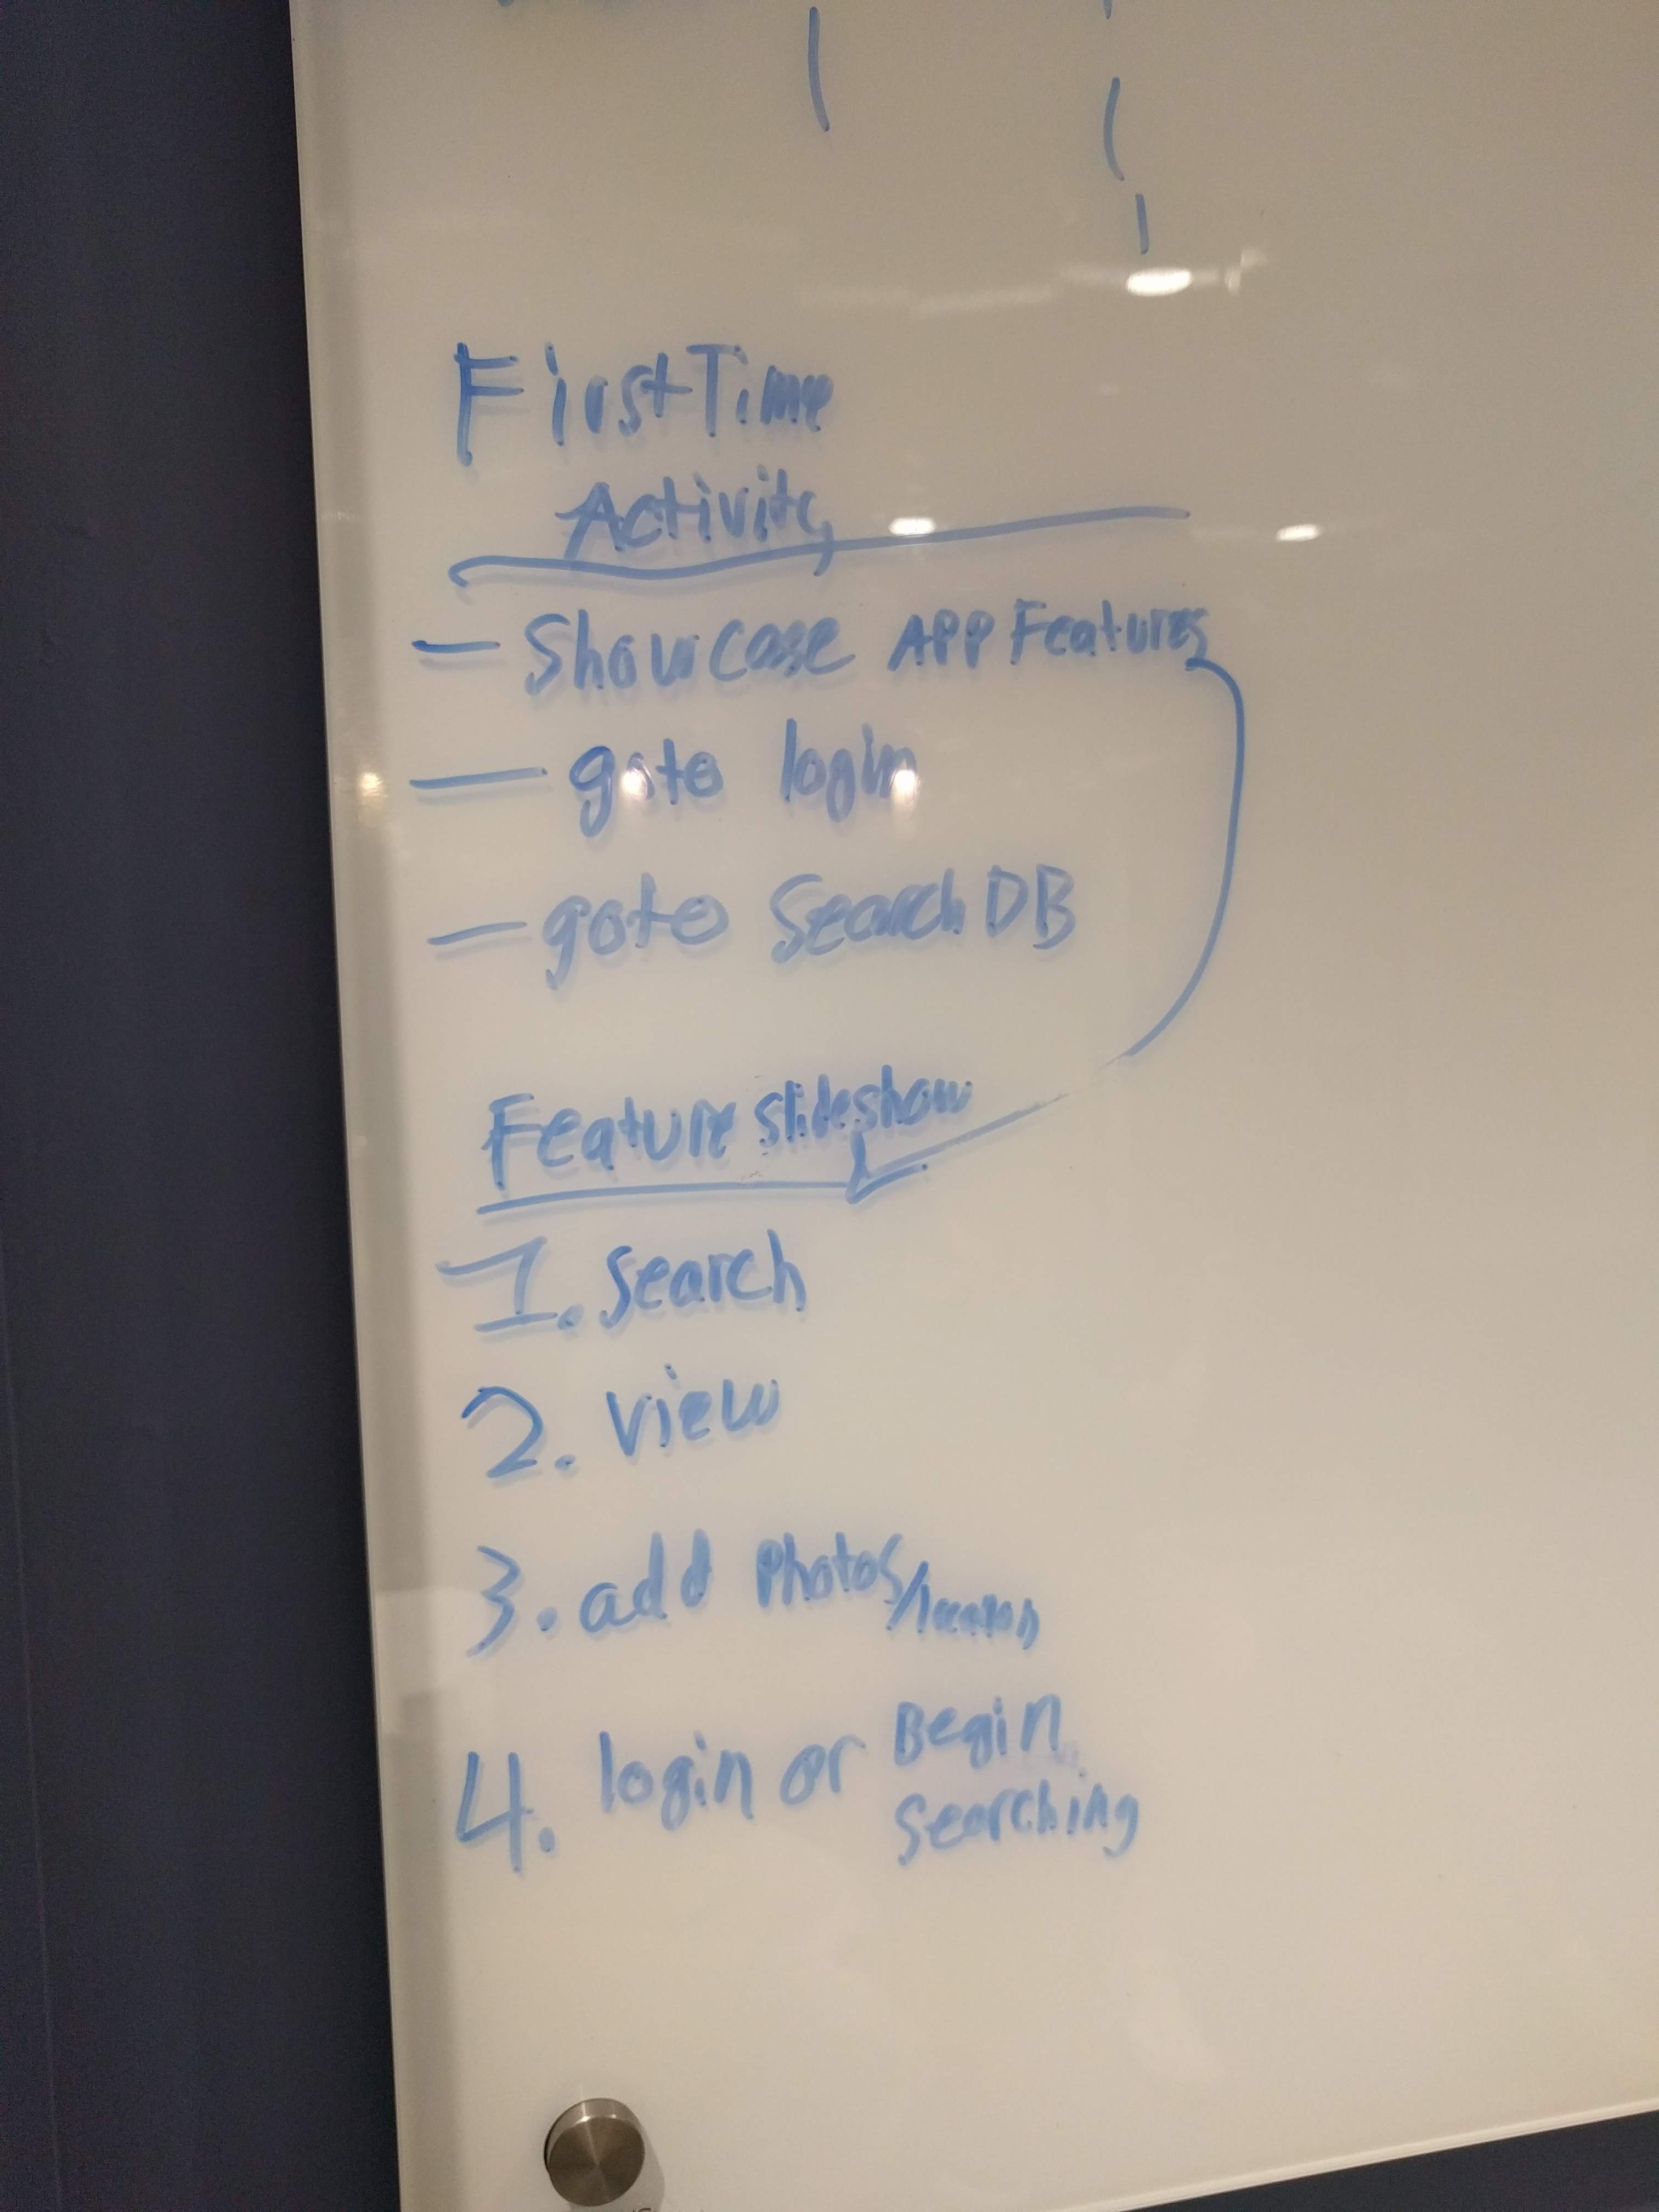 FirstTime
Activity
- Showcase APP Features
- goto login
- goto Search DB
Feature slideshow
1. search
2. view
3. add photos/
4. login or Begin
searching